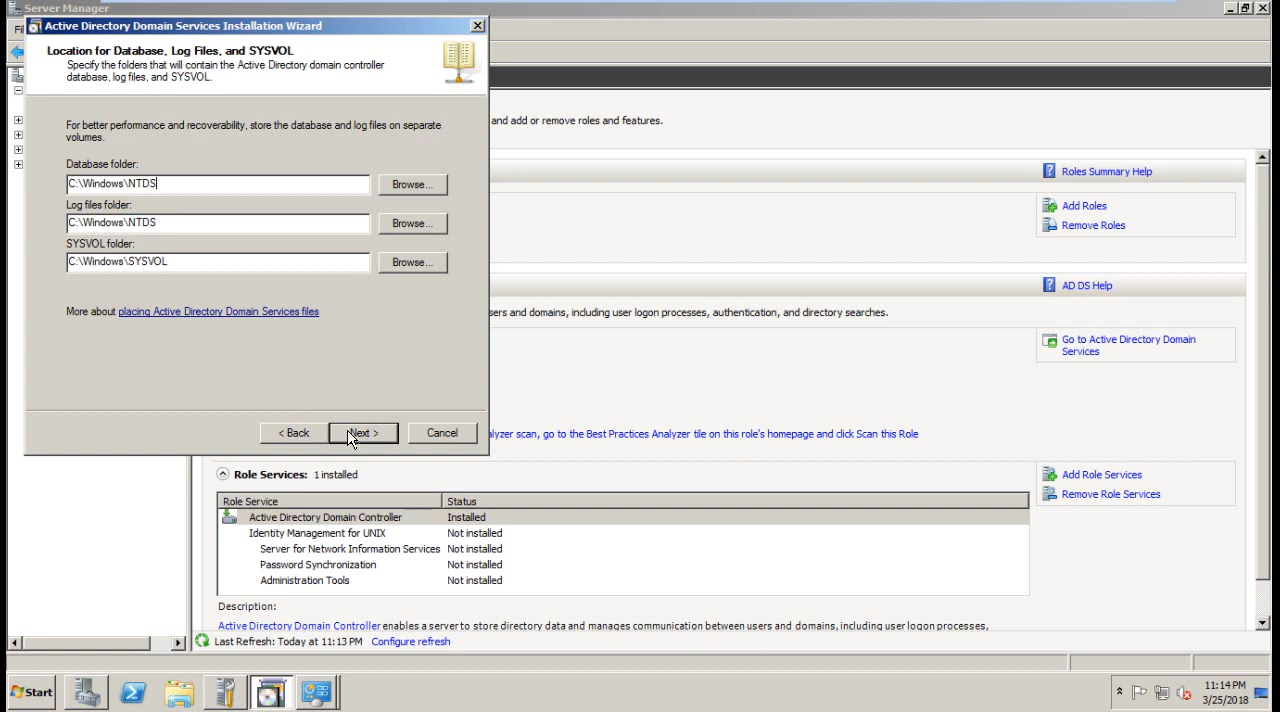 Server Manager
Active Directory Domain Services Installation Wizard
Fi
Location for Database, Log Files, and SYSVOL
Specify the folders that will contain the Active Directory domain controller
database, log files, and SYSVOL.
For better performance and recoverability, store the database and log files on separate
volumes.
Database folder:
C:\Windows\NTDS
Browse...
Log files folder:
C:\Windows\NTDS
Browse...
SYSVOL folder:
C:\Windows\SYSVOL
Browse...
More about placing Active Directory Domain Services files
< Back
Next >
Cancel
and add or remove roles and features.
Roles Summary Help
Add Roles
Remove Roles
AD DS Help
sers and domains, including user logon processes, authentication, and directory searches.
Go to Active Directory Domain
Services
alyzer scan, go to the Best Practices Analyzer tile on this role's homepage and click Scan this Role
Role Services: 1 installed
Add Role Services
Remove Role Services
Role Service Status
Active Directory Domain Controller Installed
Identity Management for UNIX Not installed
Server for Network Information Services Not installed
Password Synchronization Not installed
Administration Tools Not installed
Description:
Active Directory Domain Controller enables a server to store directory data and manages communication between users and domains, including user logon processes,
Last Refresh: Today at 11:13 PM Configure refresh
Start
11:14 PM
3/25/2018